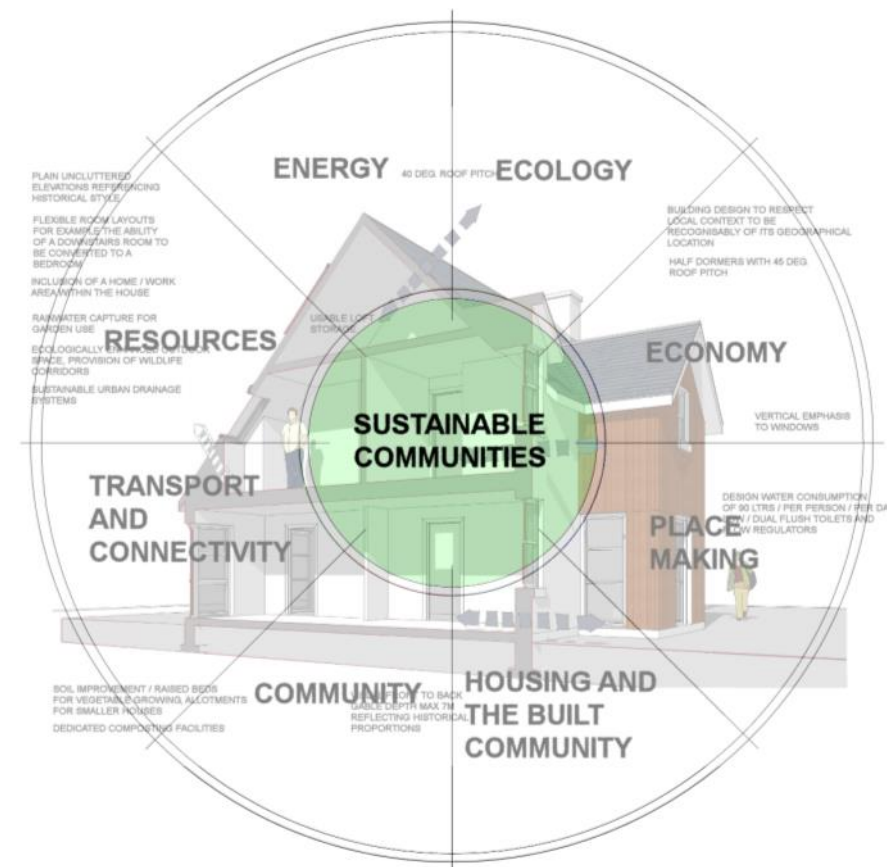 ENERGY
40 DEG. ROOF PITCH
ECOLOGY
PLAIN UNCLUTTERED
ELEVATIONS REFERENCING
HISTORICAL STYLE
FLEXIBLE ROOM LAYOUTS
FOR EXAMPLE THE ABILITY
OF A DOWNSTAIRS ROOM TO
BE CONVERTED TO A
BEDROOM
INCLUSION OF A HOME / WORK
AREA WITHIN THE HOUSE
RAINWATER CAPTURE FOR
GARDEN USE
RESOURCES
ECOLOGICALLY OUTDOOR
SPACE, PROVISION OF WILDLIFE
CORRIDORS
SUSTAINABLE URBAN DRAINAGE
SYSTEMS
USABLE LOFT
STORAGE
BUILDING DESIGN TO RESPECT
LOCAL CONTEXT TO BE
RECOGNISABLY OF ITS GEOGRAPHICAL
LOCATION
HALF DORMERS WITH 45 DEG
ROOF PITCH
ECONOMY
VERTICAL EMPHASIS
TO WINDOWS
SUSTAINABLE
COMMUNITIES
TRANSPORT
AND
CONNECTIVITY
DESIGN WATER CONSUMPTION
OF 90 LTRS / PER PERSON / PER DA
/ DUAL FLUSH TOILETS AND
REGULATORS
PLACE
MAKING
SOIL IMPROVEMENT / RAISED BEDS
FOR VEGETABLE GROWING, ALLOTMENTS
FOR SMALLER HOUSES
DEDICATED COMPOSTING FACILITIES
COMMUNITY
TO BACK
GABLE DEPTH MAX 7M
REFLECTING HISTORICAL
PROPORTIONS
HOUSING AND
THE BUILT
COMMUNITY